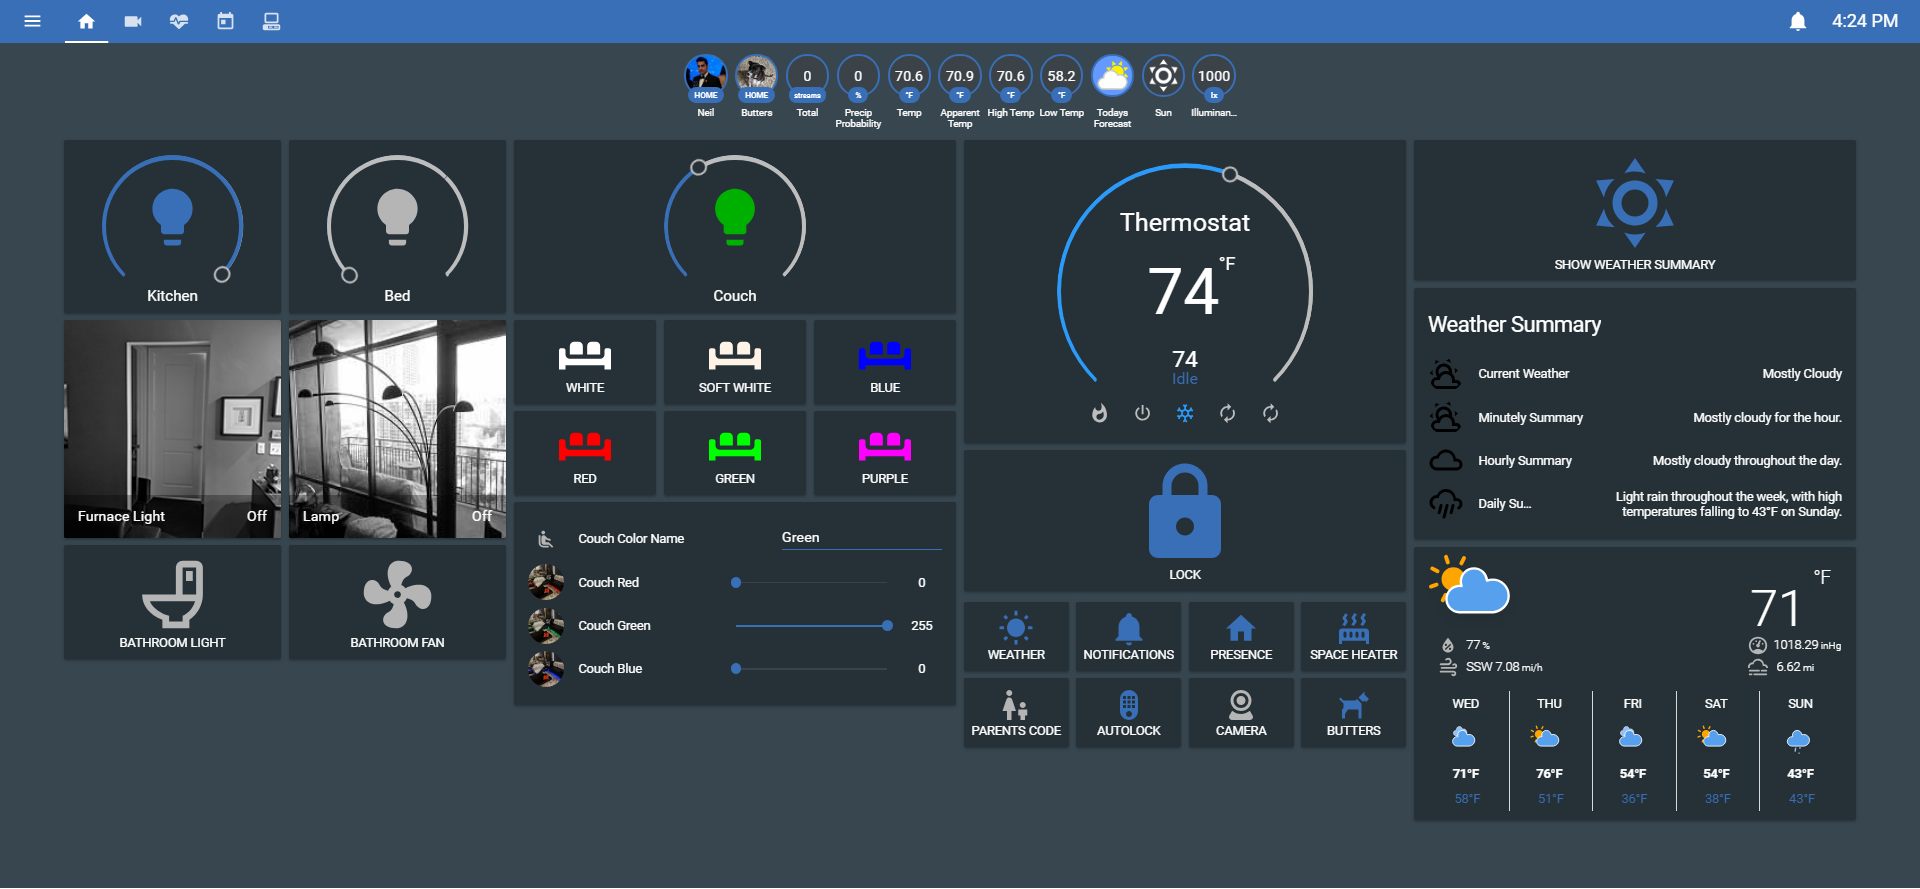 4:24 PM
0
0
70.6
70.9
70.6
58.2
1000
HOME
HOME
streams
%
°F
°F
°F
°F
lx
Neil
Butters
Total
Precip
Probability
Temp
Apparent
Temp
High Temp
Low Temp
Todays
Forecast
Sun
Illuminan...
Kitchen
Bed
Couch
Furnace Light
Off
Lamp
Off
BATHROOM LIGHT
BATHROOM FAN
WHITE
SOFT WHITE
BLUE
RED
GREEN
PURPLE
Couch Color Name
Green
Couch Red
0
Couch Green
255
Couch Blue
0
Thermostat
74 °F
74
Idle
LOCK
WEATHER
NOTIFICATIONS
PRESENCE
SPACE HEATER
PARENTS CODE
AUTOLOCK
CAMERA
BUTTERS
SHOW WEATHER SUMMARY
Weather Summary
Current Weather
Mostly Cloudy
Minutely Summary
Mostly cloudy for the hour.
Hourly Summary
Mostly cloudy throughout the day.
Daily Su...
Light rain throughout the week, with high
temperatures falling to 43°F on Sunday.
71 °F
77 %
1018.29 inHg
SSW 7.08 mi/h
6.62 mi
WED
THU
FRI
SAT
SUN
71°F
76°F
54°F
54°F
43°F
58°F
51°F
36°F
38°F
43°F